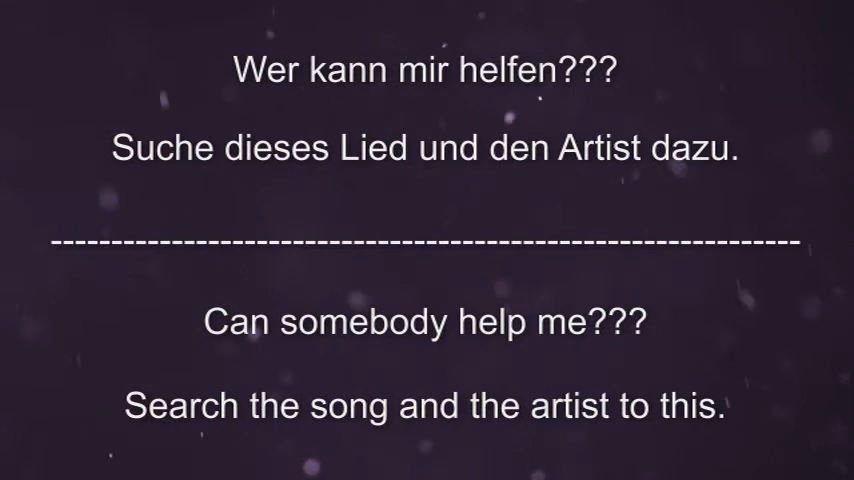 Wer kann mir helfen???
Suche dieses Lied und den Artist dazu.
--------------------------------------------------------------
Can somebody help me???
Search the song and the artist to this.